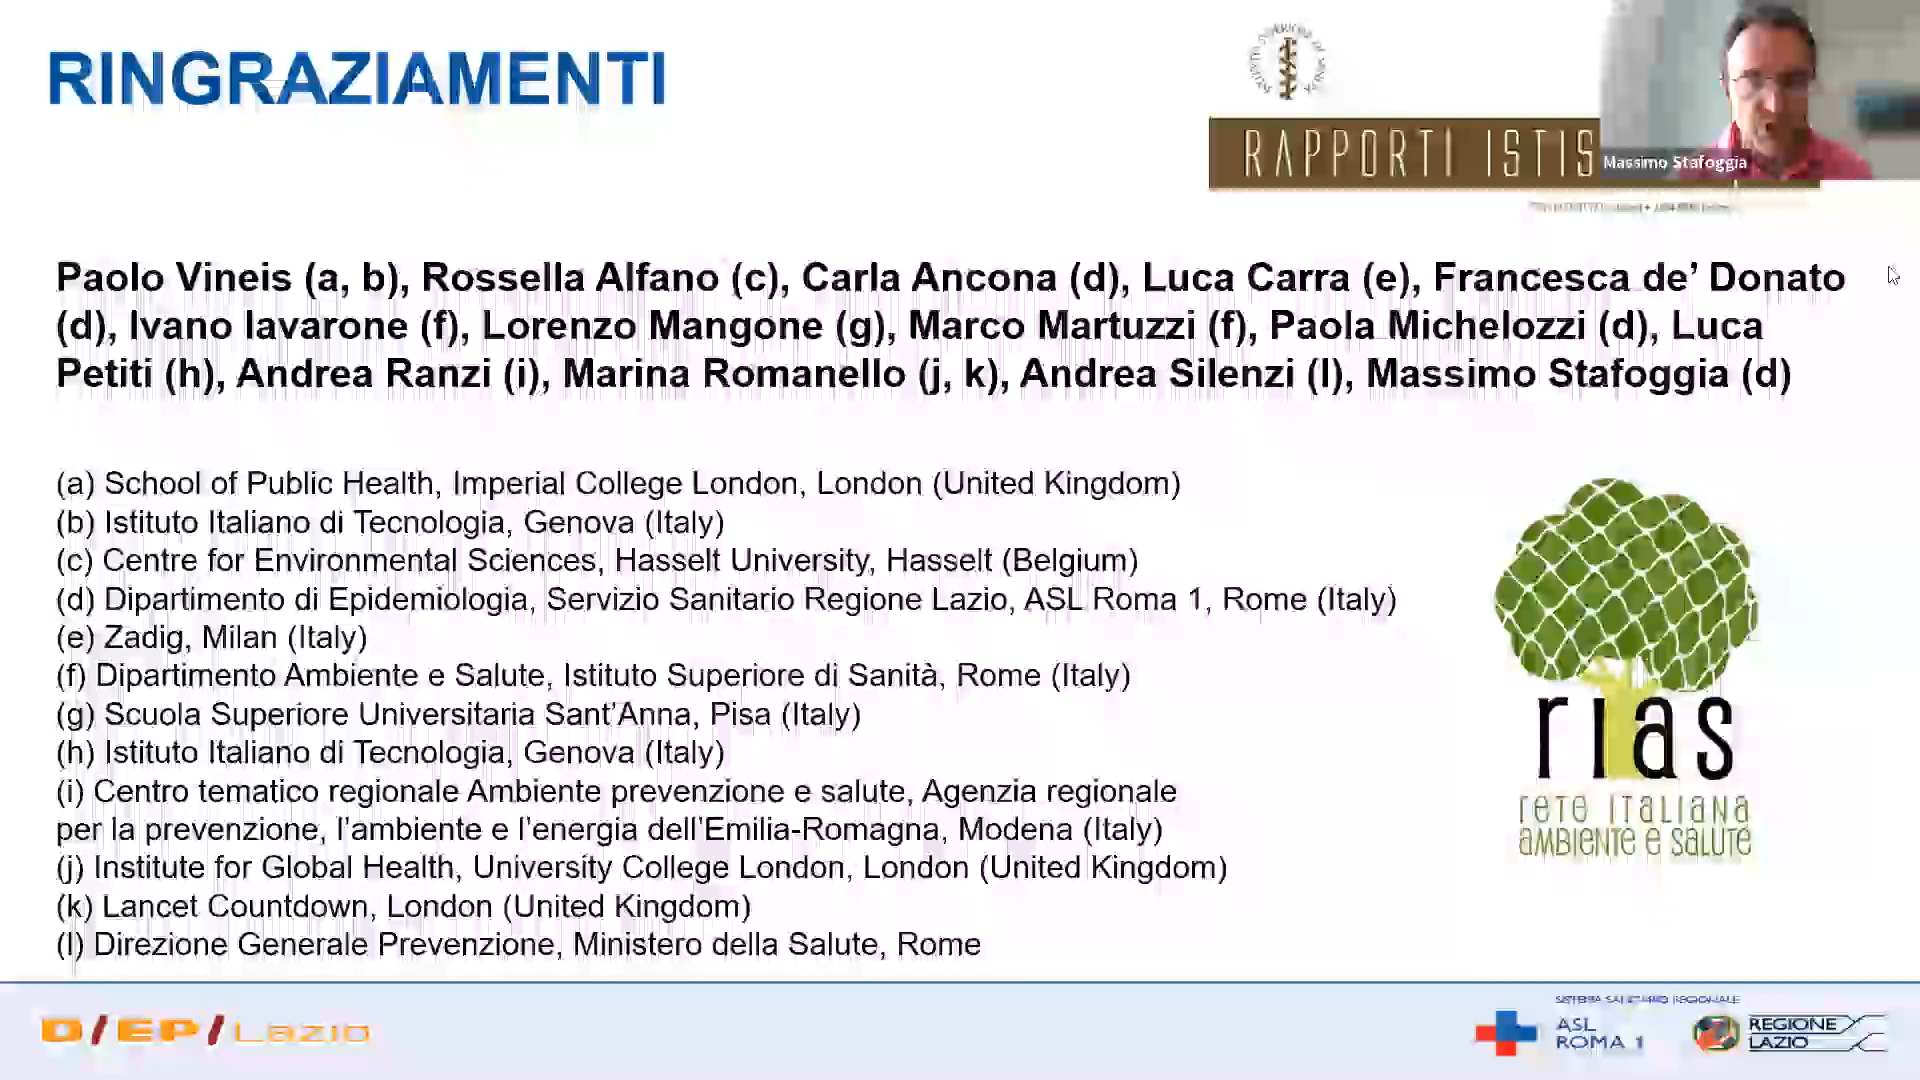 RINGRAZIAMENTI
RAPPORTI ISTIS
Massimo Stafoggia
Paolo Vineis (a, b), Rossella Alfano (c), Carla Ancona (d), Luca Carra (e), Francesca de’ Donato
(d), Ivano Iavarone (f), Lorenzo Mangone (g), Marco Martuzzi (f), Paola Michelozzi (d), Luca
Petiti (h), Andrea Ranzi (i), Marina Romanello (j, k), Andrea Silenzi (l), Massimo Stafoggia (d)
(a) School of Public Health, Imperial College London, London (United Kingdom)
(b) Istituto Italiano di Tecnologia, Genova (Italy)
(c) Centre for Environmental Sciences, Hasselt University, Hasselt (Belgium)
(d) Dipartimento di Epidemiologia, Servizio Sanitario Regione Lazio, ASL Roma 1, Rome (Italy)
(e) Zadig, Milan (Italy)
(f) Dipartimento Ambiente e Salute, Istituto Superiore di Sanità, Rome (Italy)
(g) Scuola Superiore Universitaria Sant’Anna, Pisa (Italy)
(h) Istituto Italiano di Tecnologia, Genova (Italy)
(i) Centro tematico regionale Ambiente prevenzione e salute, Agenzia regionale
per la prevenzione, l’ambiente e l’energia dell’Emilia-Romagna, Modena (Italy)
(j) Institute for Global Health, University College London, London (United Kingdom)
(k) Lancet Countdown, London (United Kingdom)
(l) Direzione Generale Prevenzione, Ministero della Salute, Rome
rias
rete italiana
ambiente e salute
D/EP/Lazio
SISTEMA SANITARIO REGIONALE
ASL
ROMA 1
REGIONE
LAZIO